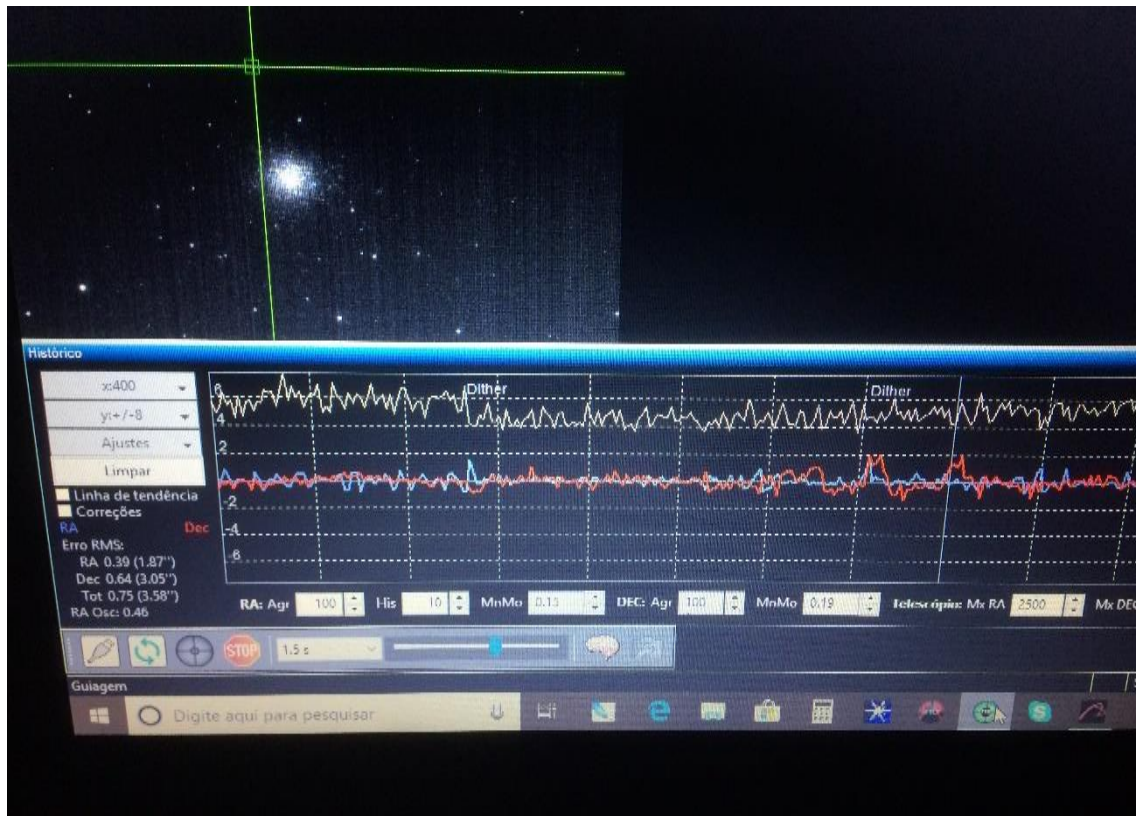 Histórico
x:400
y:+/-8
Ajustes
Limpar
Linha de tendência
Correções
RA Dec
Erro RMS:
RA 0.39 (1.87'')
Dec 0.64 (3.05'')
Tot 0.75 (3.58'')
RA Osc: 0.46
6
4
2
-2
-4
-6
Dither
Dither
RA: Agr 100 His 10 MnMo DEC: Agr 100 MnMo 0.19 Telescópio: Mx RA 2500 Mx DEC
STOP
1.5 s
Guiagem
Digite aqui para pesquisar